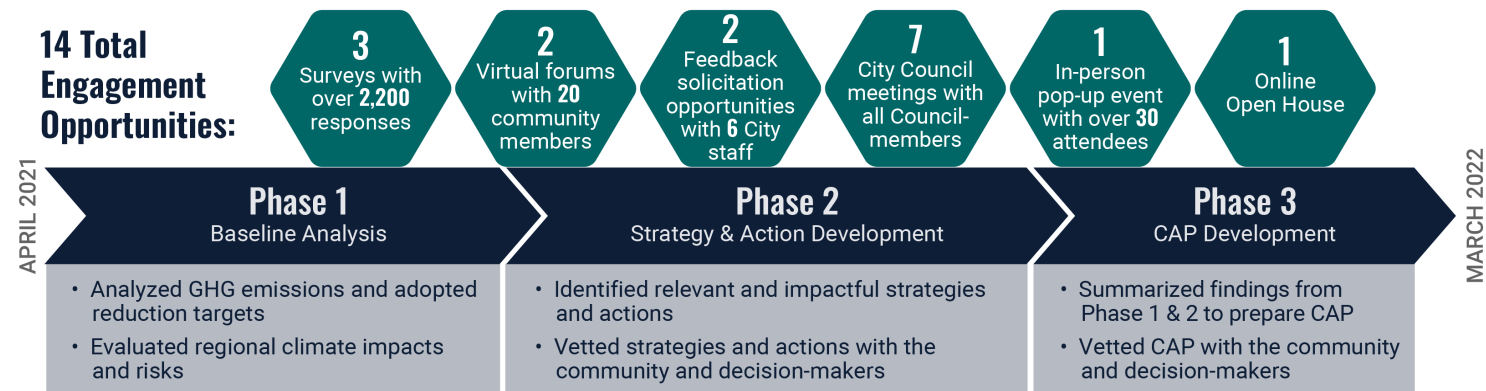 14 Total
Engagement
Opportunities:
3
Surveys with
over 2,200
responses
2
Virtual forums
with 20
community
members
2
Feedback
solicitation
opportunities
with 6 City
staff
7
City Council
meetings with
all Council-
members
1
In-person
pop-up event
with over 30
attendees
1
Online
Open House
APRIL 2021
Phase 1
Baseline Analysis
• Analyzed GHG emissions and adopted
reduction targets
• Evaluated regional climate impacts
and risks
Phase 2
Strategy & Action Development
• Identified relevant and impactful strategies
and actions
• Vetted strategies and actions with the
community and decision-makers
Phase 3
CAP Development
• Summarized findings from
Phase 1 & 2 to prepare CAP
• Vetted CAP with the community
and decision-makers
MARCH 2022